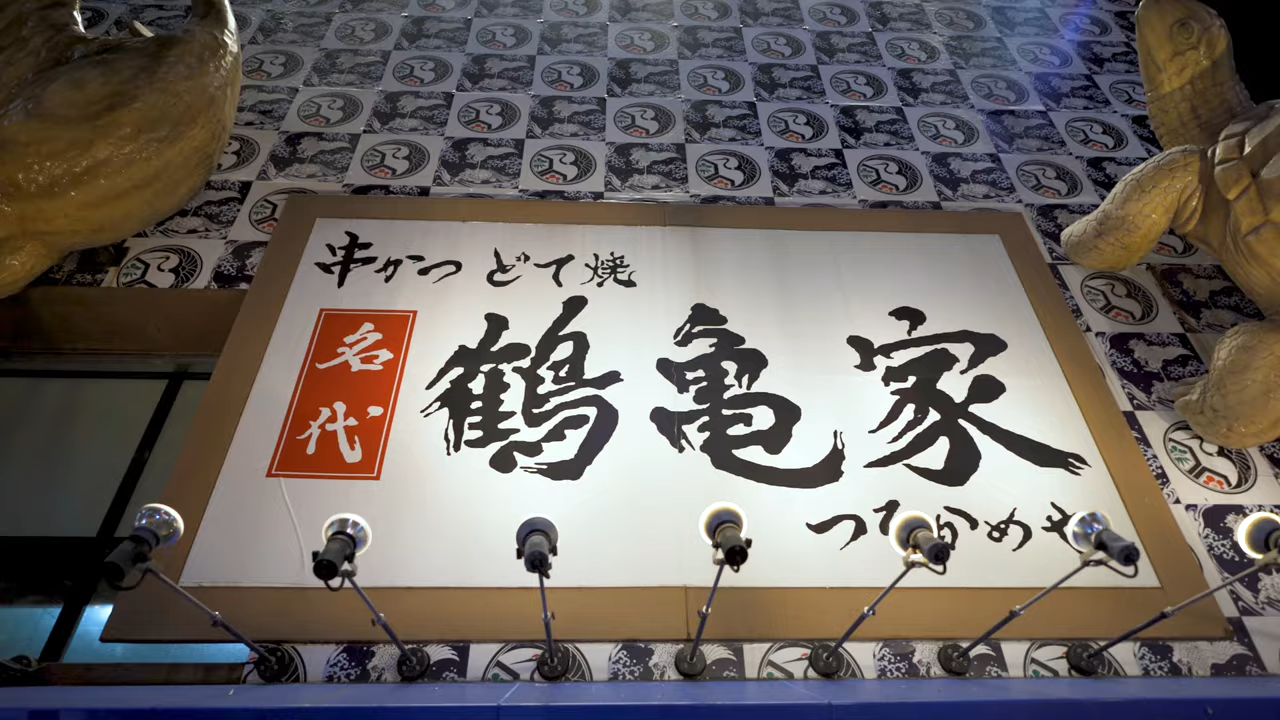 串かつ どて焼
名代
鶴亀家
つるかめや